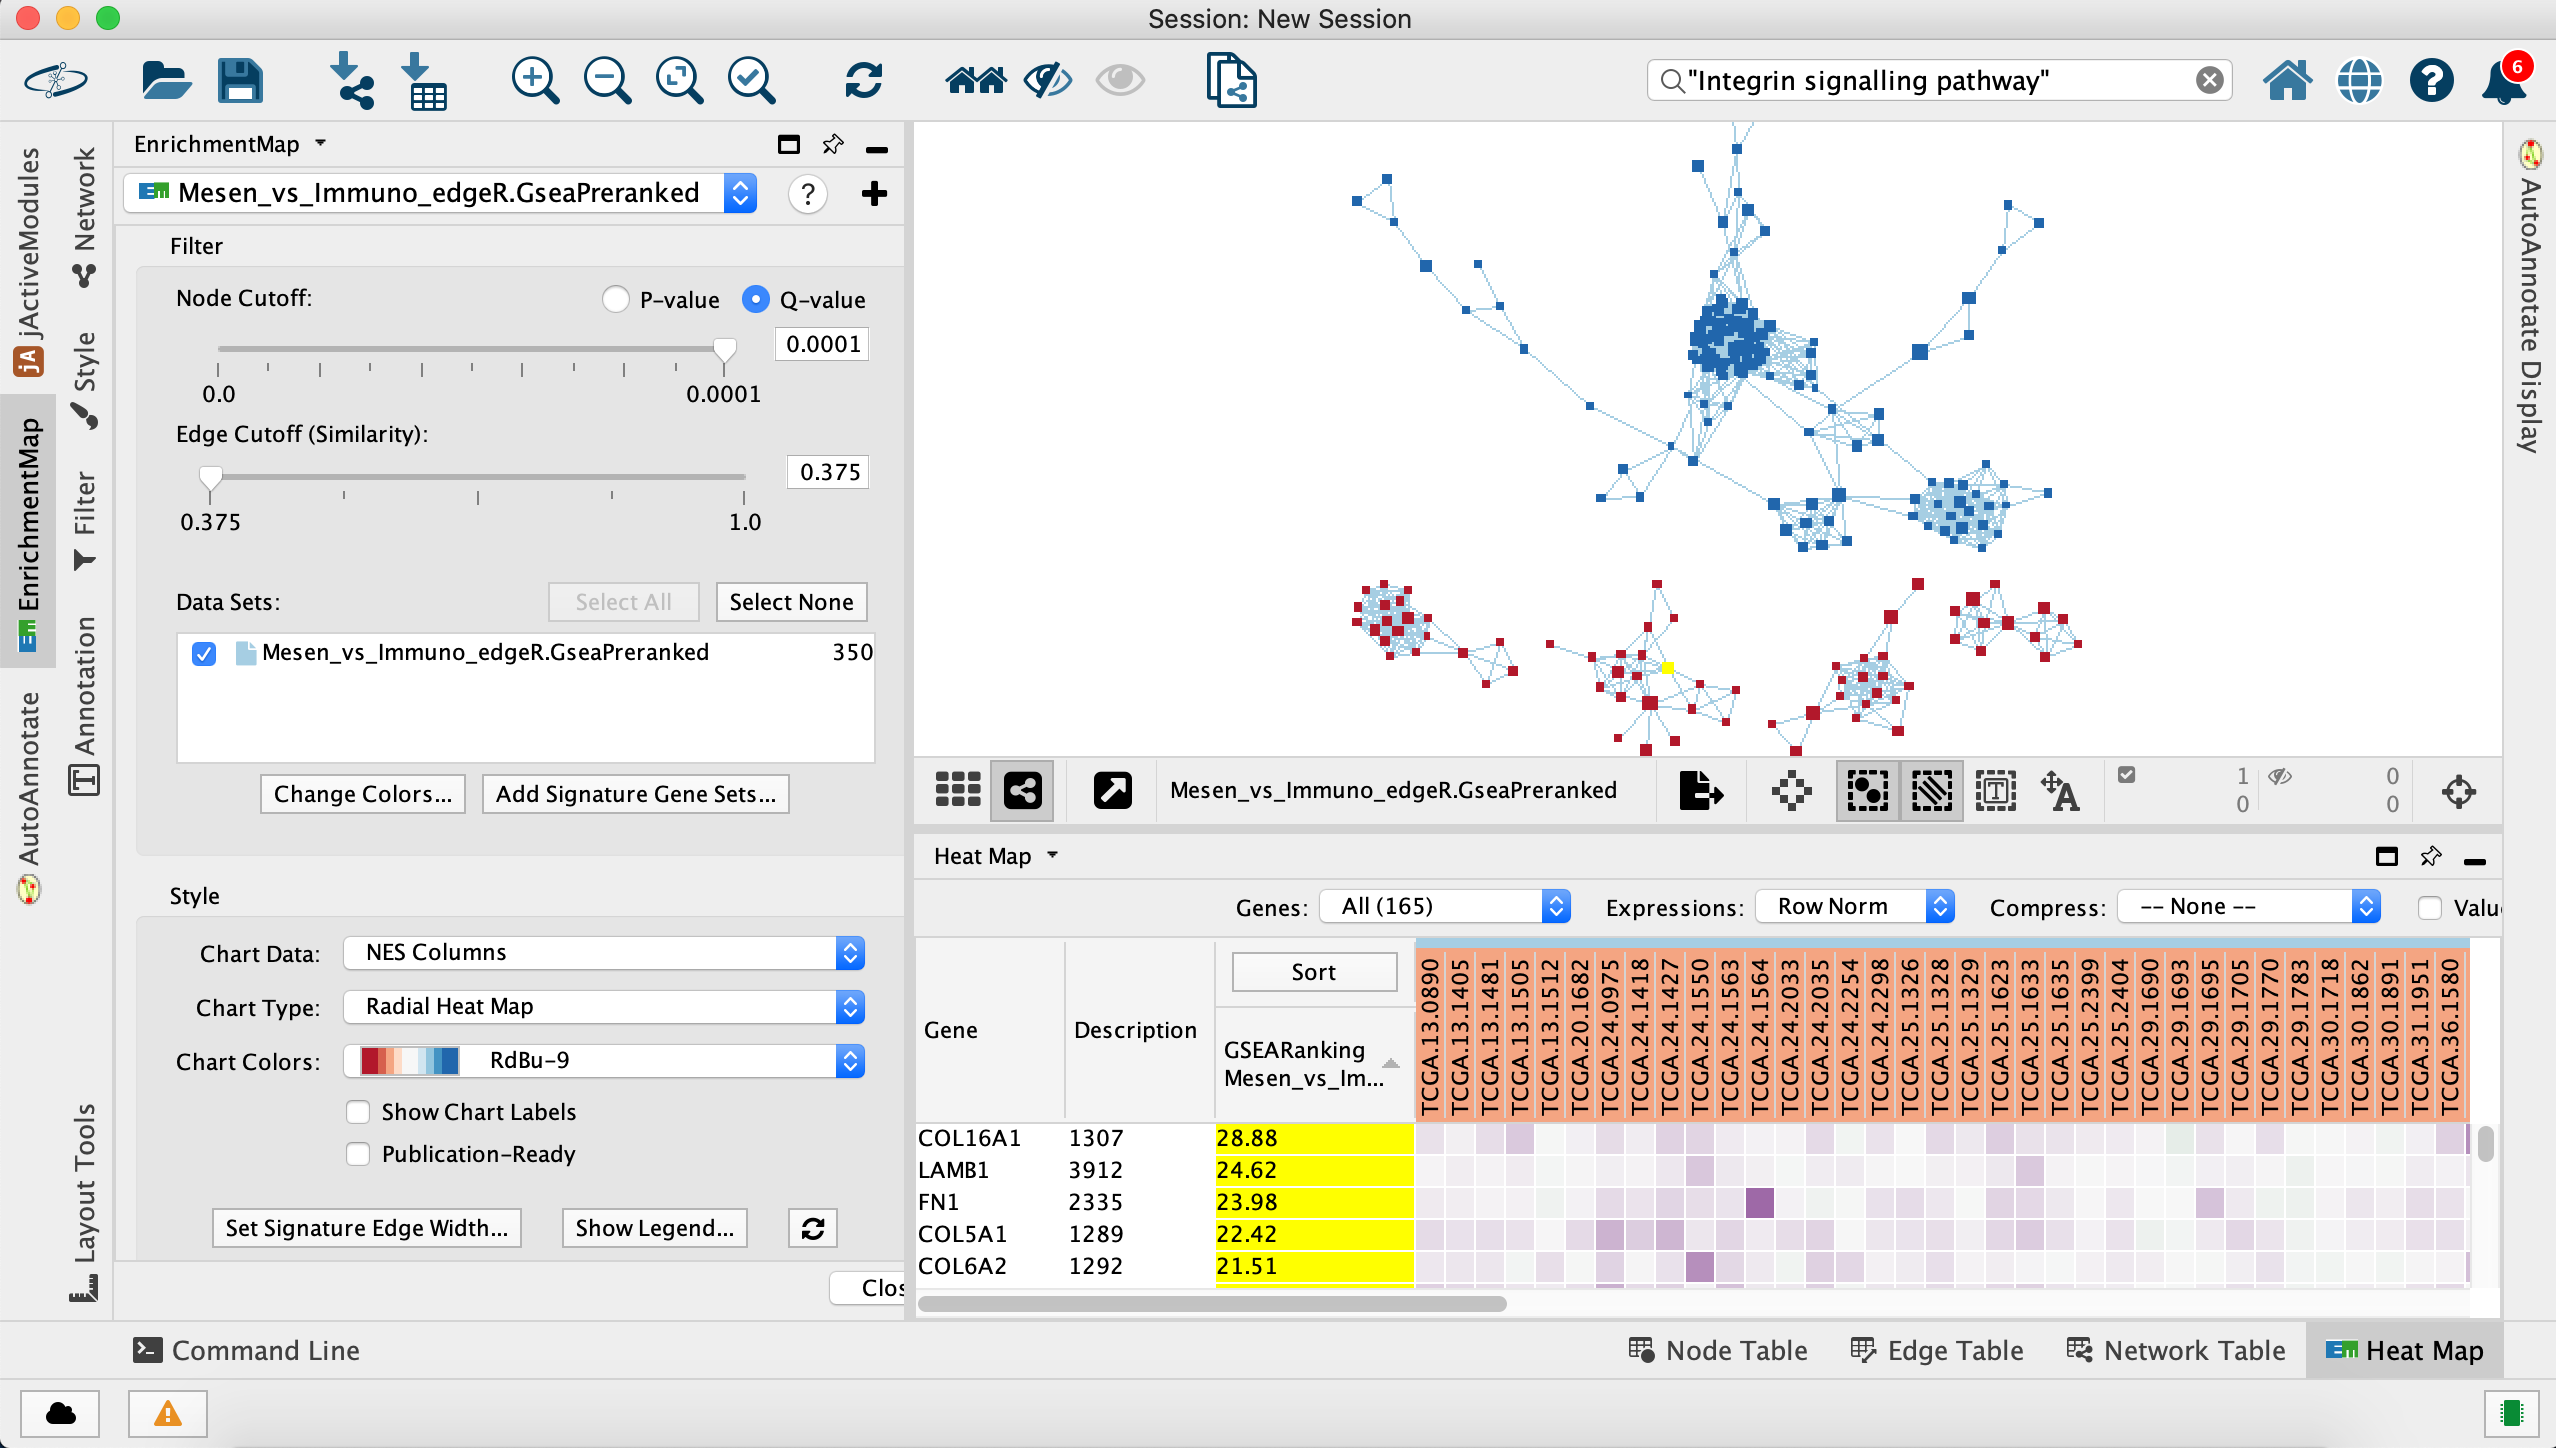 Session: New Session
"Integrin signalling pathway"
6
jActiveModules
EnrichmentMap
AutoAnnotate
Network
Style
Filter
Annotation
Layout Tools
EnrichmentMap
Mesen_vs_Immuno_edgeR.GseaPreranked
?
Filter
Node Cutoff:
P-value
Q-value
0.0001
0.0
0.0001
Edge Cutoff (Similarity):
0.375
0.375
1.0
Data Sets:
Select All
Select None
Mesen_vs_Immuno_edgeR.GseaPreranked 350
Change Colors...
Add Signature Gene Sets...
Style
Chart Data: NES Columns
Chart Type: Radial Heat Map
Chart Colors: RdBu-9
Show Chart Labels
Publication-Ready
Set Signature Edge Width...
Show Legend...
Clos
AutoAnnotate Display
Mesen_vs_Immuno_edgeR.GseaPreranked
1
0
0
0
Heat Map
Genes: All (165)
Expressions: Row Norm
Compress: -- None --
Valu
Gene
Description
Sort
GSEARanking
Mesen_vs_Im...
TCGA.13.0890
TCGA.13.1405
TCGA.13.1481
TCGA.13.1505
TCGA.13.1512
TCGA.20.1682
TCGA.24.0975
TCGA.24.1418
TCGA.24.1427
TCGA.24.1550
TCGA.24.1563
TCGA.24.1564
TCGA.24.2033
TCGA.24.2035
TCGA.24.2254
TCGA.24.2298
TCGA.25.1326
TCGA.25.1328
TCGA.25.1329
TCGA.25.1623
TCGA.25.1633
TCGA.25.1635
TCGA.25.2399
TCGA.25.2404
TCGA.29.1690
TCGA.29.1693
TCGA.29.1695
TCGA.29.1705
TCGA.29.1770
TCGA.29.1783
TCGA.30.1718
TCGA.30.1862
TCGA.30.1891
TCGA.31.1951
TCGA.36.1580
COL16A1 1307 28.88
LAMB1 3912 24.62
FN1 2335 23.98
COL5A1 1289 22.42
COL6A2 1292 21.51
Command Line
Node Table
Edge Table
Network Table
Heat Map